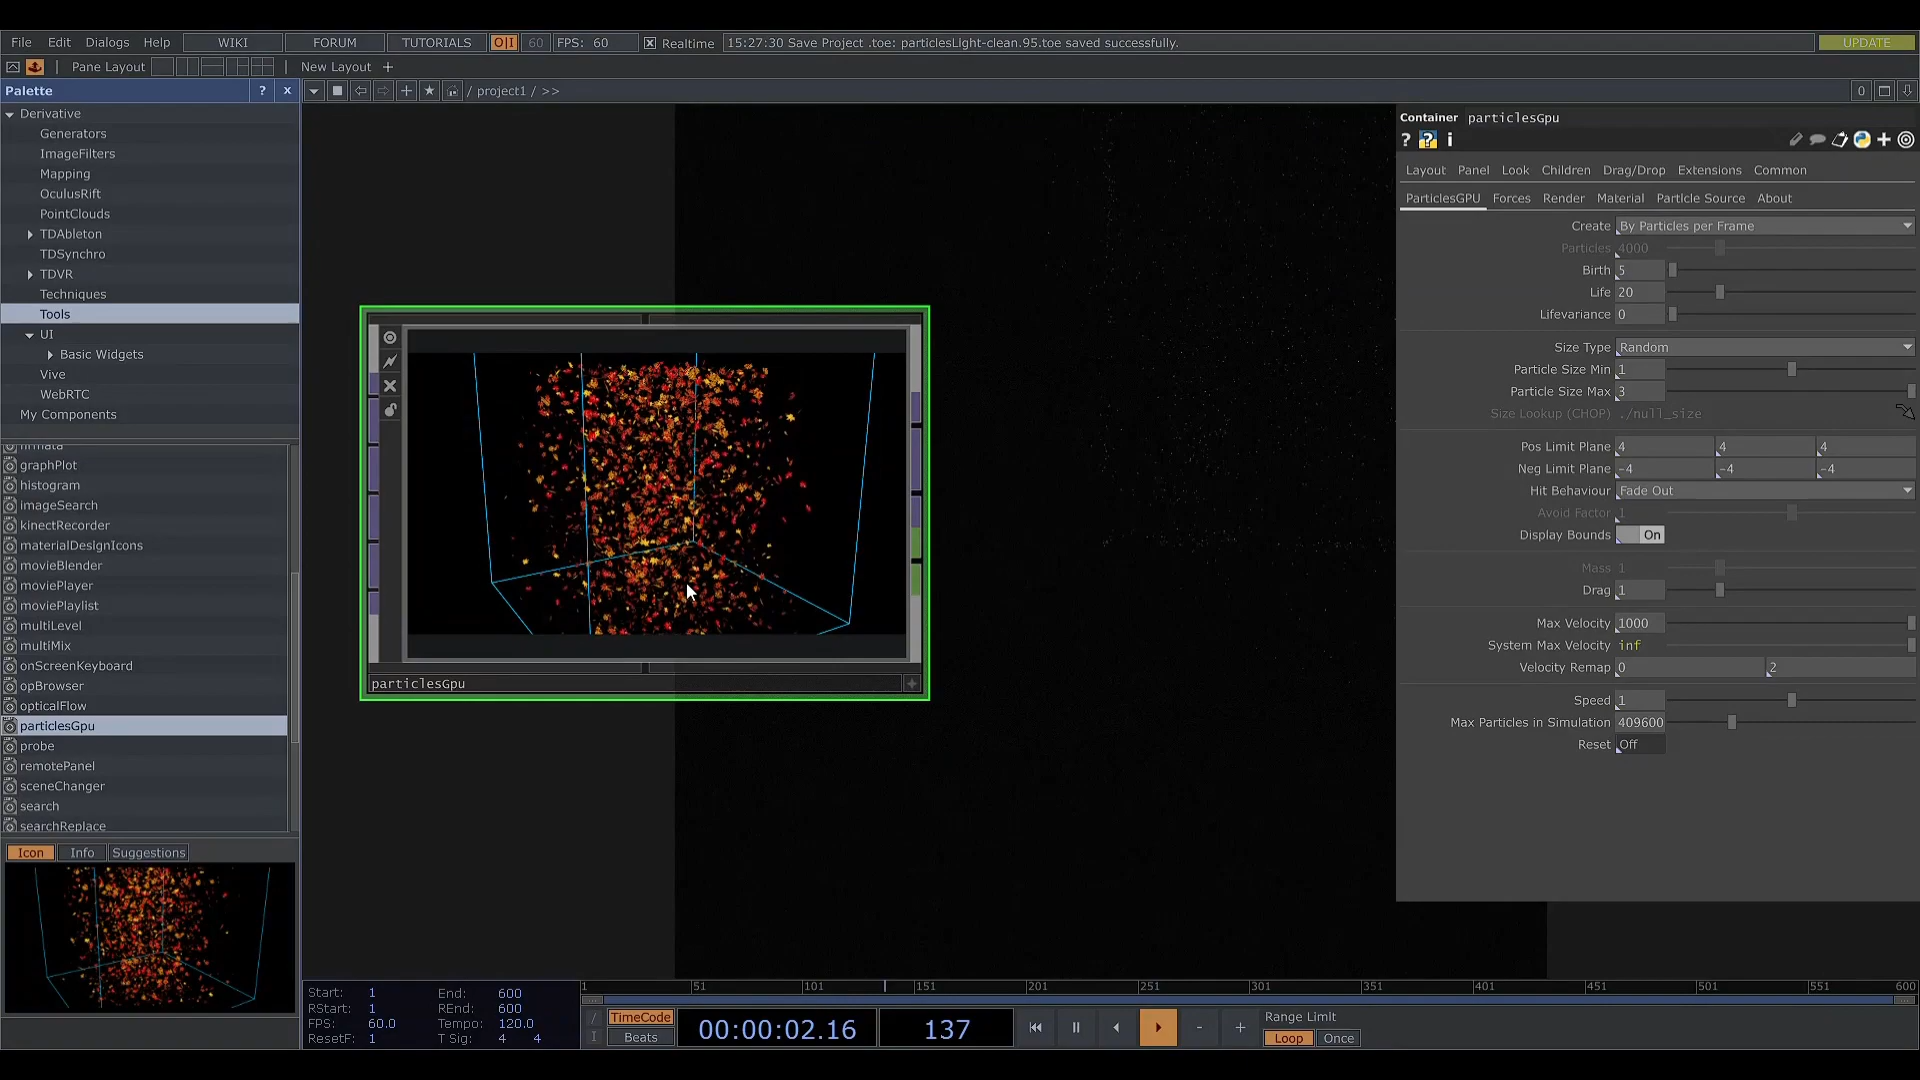 File Edit Dialogs Help WIKI FORUM TUTORIALS O|I 60 FPS: 60 Realtime 15:27:30 Save Project .toe: particlesLight-clean.95.toe saved successfully. UPDATE
Pane Layout New Layout +
Palette ? x / project1 / >> 0
Derivative
Generators
ImageFilters
Mapping
OculusRift
PointClouds
TDAbleton
TDSynchro
TDVR
Techniques
Tools
UI
Basic Widgets
Vive
WebRTC
My Components
graphPlot
histogram
imageSearch
kinectRecorder
materialDesignIcons
movieBlender
moviePlayer
moviePlaylist
multiLevel
multiMix
onScreenKeyboard
opBrowser
opticalFlow
particlesGpu
probe
remotePanel
sceneChanger
search
searchReplace
Icon Info Suggestions
particlesGpu
Container particlesGpu
? ? i
Layout Panel Look Children Drag/Drop Extensions Common
ParticlesGPU Forces Render Material Particle Source About
Create By Particles per Frame
Particles 4000
Birth 5
Life 20
Lifevariance 0
Size Type Random
Particle Size Min 1
Particle Size Max 3
Size Lookup (CHOP) ./null_size
Pos Limit Plane 4 4 4
Neg Limit Plane -4 -4 -4
Hit Behaviour Fade Out
Avoid Factor 1
Display Bounds On
Mass 1
Drag 1
Max Velocity 1000
System Max Velocity inf
Velocity Remap 0 2
Speed 1
Max Particles in Simulation 409600
Reset Off
1 51 101 151 201 251 301 351 401 451 501 551 600
Start: 1 End: 600
RStart: 1 REnd: 600
FPS: 60.0 Tempo: 120.0
ResetF: 1 T Sig: 4 4
TimeCode
Beats
00:00:02.16 137
- +
Range Limit
Loop Once